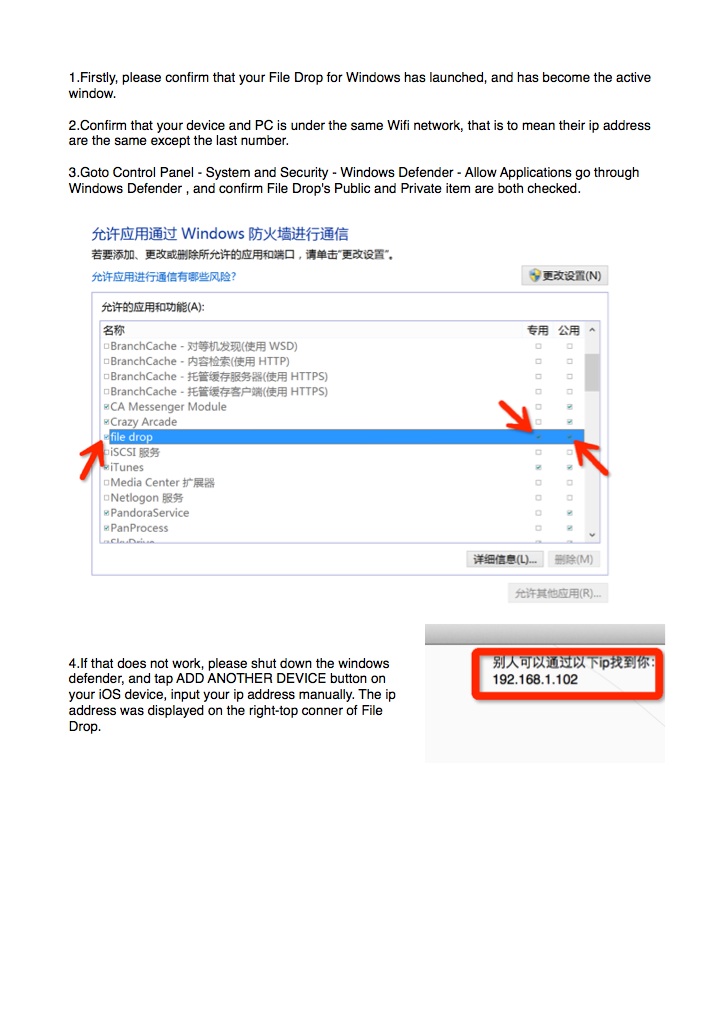 1.Firstly, please confirm that your File Drop for Windows has launched, and has become the active
window.
2.Confirm that your device and PC is under the same Wifi network, that is to mean their ip address
are the same except the last number.
3.Goto Control Panel - System and Security - Windows Defender - Allow Applications go through
Windows Defender , and confirm File Drop's Public and Private item are both checked.
允许应用通过 Windows 防火墙进行通信
若要添加、更改或删除所允许的应用和端口，请单击"更改设置"。
允许应用进行通信有哪些风险?
更改设置(N)
允许的应用和功能(A):
名称 专用 公用
BranchCache - 对等机发现(使用 WSD)
BranchCache - 内容检索(使用 HTTP)
BranchCache - 托管缓存服务器(使用 HTTPS)
BranchCache - 托管缓存客户端(使用 HTTPS)
CA Messenger Module
Crazy Arcade
file drop
iSCSI 服务
iTunes
Media Center 扩展器
Netlogon 服务
PandoraService
PanProcess
SkyDrive
详细信息(L)... 删除(M)
允许其他应用(R)...
4.If that does not work, please shut down the windows
defender, and tap ADD ANOTHER DEVICE button on
your iOS device, input your ip address manually. The ip
address was displayed on the right-top conner of File
Drop.
别人可以通过以下ip找到你:
192.168.1.102